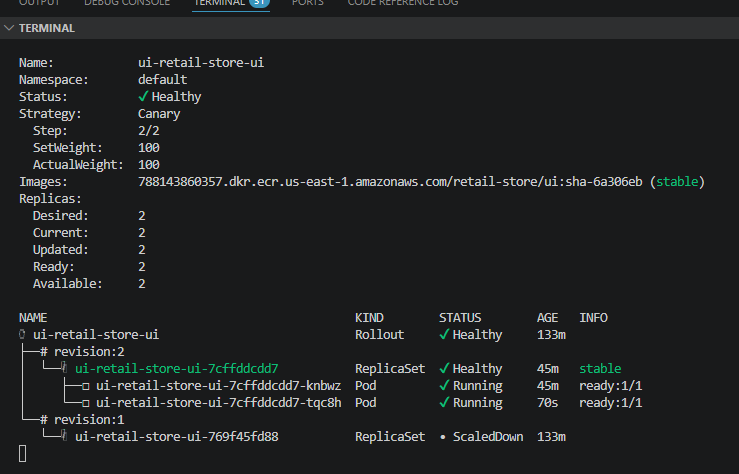 OUTPUT DEBUG CONSOLE TERMINAL 51 PORTS CODE REFERENCE LOG
TERMINAL
Name: ui-retail-store-ui
Namespace: default
Status: ✔ Healthy
Strategy: Canary
Step: 2/2
SetWeight: 100
ActualWeight: 100
Images: 788143860357.dkr.ecr.us-east-1.amazonaws.com/retail-store/ui:sha-6a306eb (stable)
Replicas:
Desired: 2
Current: 2
Updated: 2
Ready: 2
Available: 2
NAME KIND STATUS AGE INFO
ui-retail-store-ui Rollout ✔ Healthy 133m
├──# revision:2
│ └── ui-retail-store-ui-7cffddcdd7 ReplicaSet ✔ Healthy 45m stable
│ ├──□ ui-retail-store-ui-7cffddcdd7-knbwz Pod ✔ Running 45m ready:1/1
│ └──□ ui-retail-store-ui-7cffddcdd7-tqc8h Pod ✔ Running 70s ready:1/1
└──# revision:1
└── ui-retail-store-ui-769f45fd88 ReplicaSet • ScaledDown 133m